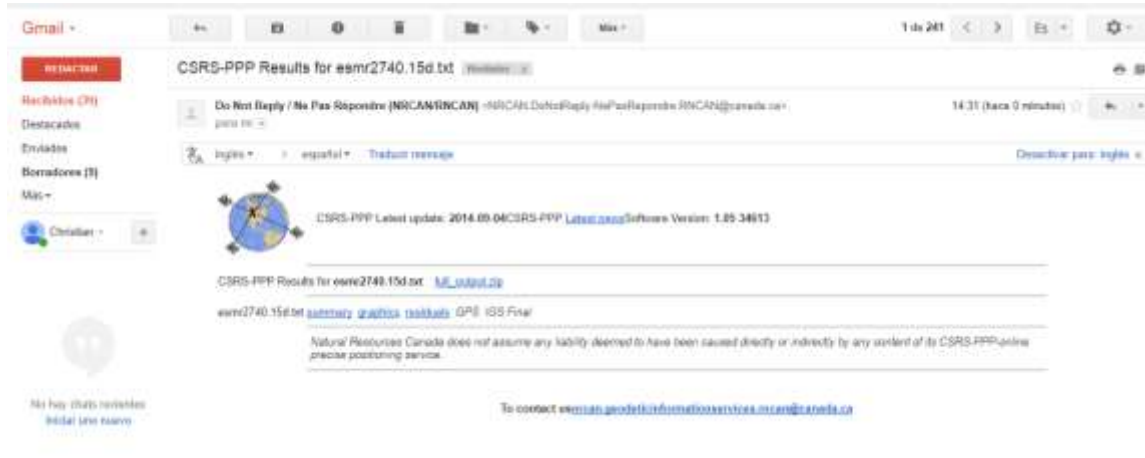 Gmail
Más
1 de 241
REDACTAR
CSRS-PPP Results for esmr2740.15d.txt
Recibidos
Do Not Reply / Ne Pas Répondre (NRCAN/RNCAN)
14:31 (hace 0 minutos)
Destacados
para mí
Enviados
inglés español Traducir mensaje
Desactivar para: inglés x
Borradores (9)
Más
CSRS-PPP Latest update: 2014-09-04CSRS-PPP Latest newsSoftware Version: 1.05 34613
Christian
CSRS-PPP Results for esmr2740.15d.txt full_output.zip
esmr2740.15d.txt summary graphics residuals GPS IGS Final
Natural Resources Canada does not assume any liability deemed to have been caused directly or indirectly by any content of its CSRS-PPP-online
precise positioning service.
No hay chats recientes
Iniciar uno nuevo
To contact us